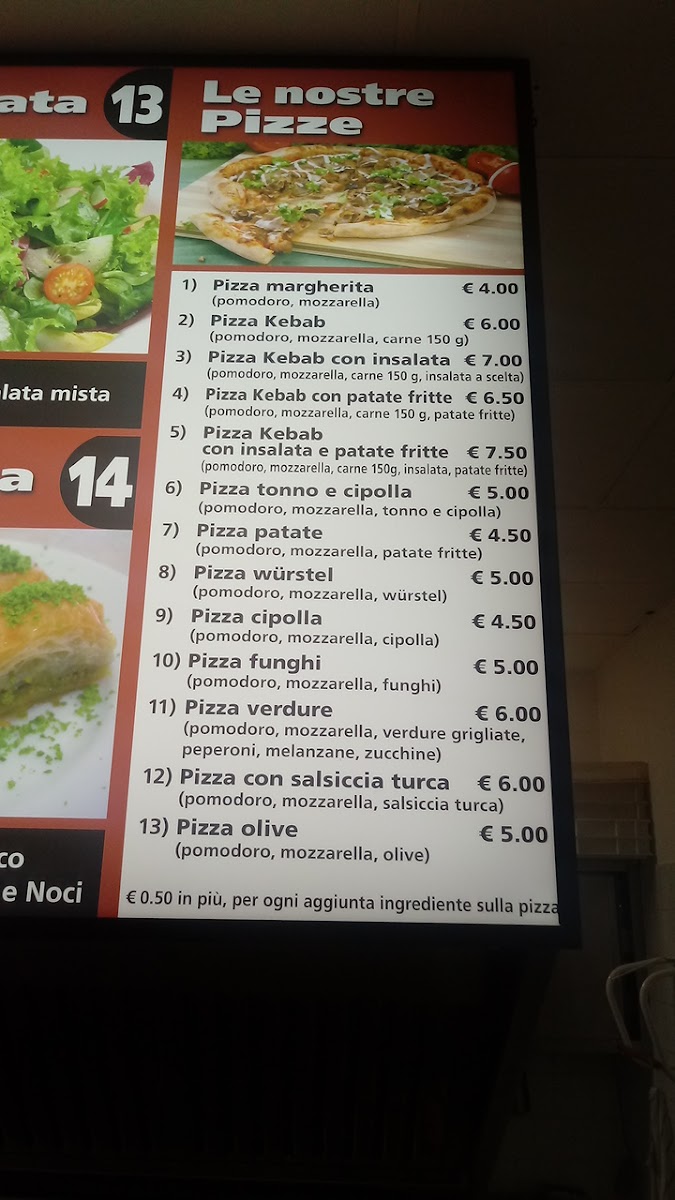 ata 13
lata mista
a 14
co
e Noci
Le nostre
Pizze
1) Pizza margherita € 4.00
(pomodoro, mozzarella)
2) Pizza Kebab € 6.00
(pomodoro, mozzarella, carne 150 g)
3) Pizza Kebab con insalata € 7.00
(pomodoro, mozzarella, carne 150 g, insalata a scelta)
4) Pizza Kebab con patate fritte € 6.50
(pomodoro, mozzarella, carne 150 g, patate fritte)
5) Pizza Kebab
con insalata e patate fritte € 7.50
(pomodoro, mozzarella, carne 150g, insalata, patate fritte)
6) Pizza tonno e cipolla € 5.00
(pomodoro, mozzarella, tonno e cipolla)
7) Pizza patate € 4.50
(pomodoro, mozzarella, patate fritte)
8) Pizza würstel € 5.00
(pomodoro, mozzarella, würstel)
9) Pizza cipolla € 4.50
(pomodoro, mozzarella, cipolla)
10) Pizza funghi € 5.00
(pomodoro, mozzarella, funghi)
11) Pizza verdure € 6.00
(pomodoro, mozzarella, verdure grigliate,
peperoni, melanzane, zucchine)
12) Pizza con salsiccia turca € 6.00
(pomodoro, mozzarella, salsiccia turca)
13) Pizza olive € 5.00
(pomodoro, mozzarella, olive)
€ 0.50 in più, per ogni aggiunta ingrediente sulla pizza